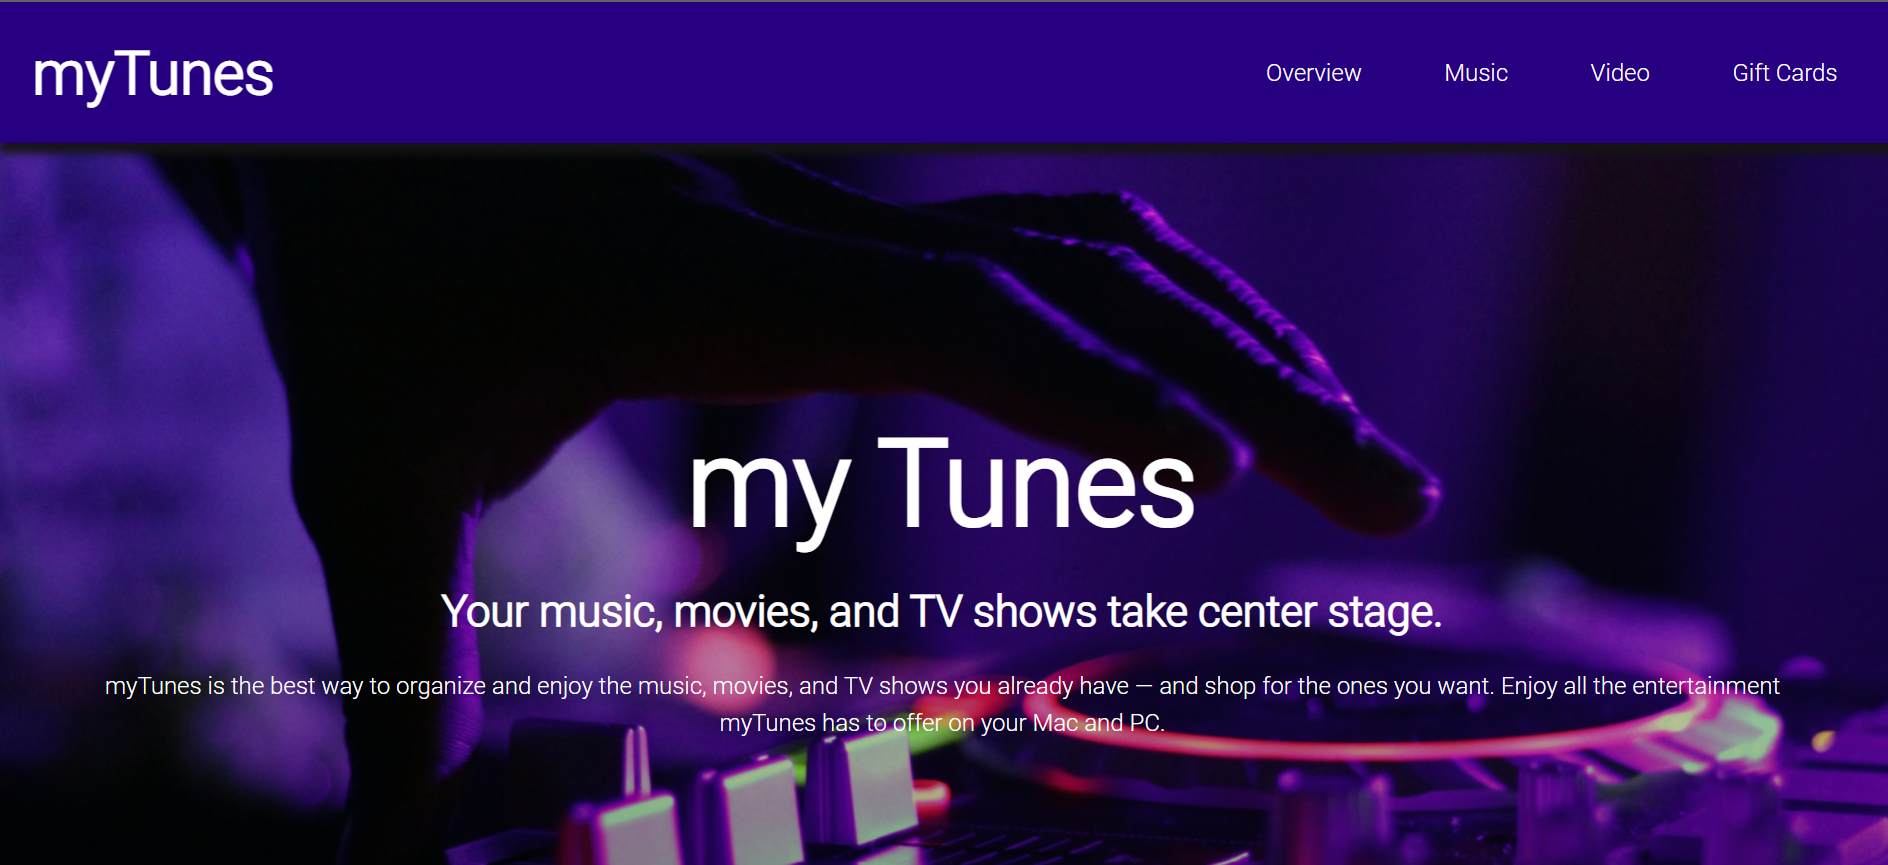 myTunes
Overview Music Video Gift Cards
my Tunes
Your music, movies, and TV shows take center stage.
myTunes is the best way to organize and enjoy the music, movies, and TV shows you already have — and shop for the ones you want. Enjoy all the entertainment
myTunes has to offer on your Mac and PC.